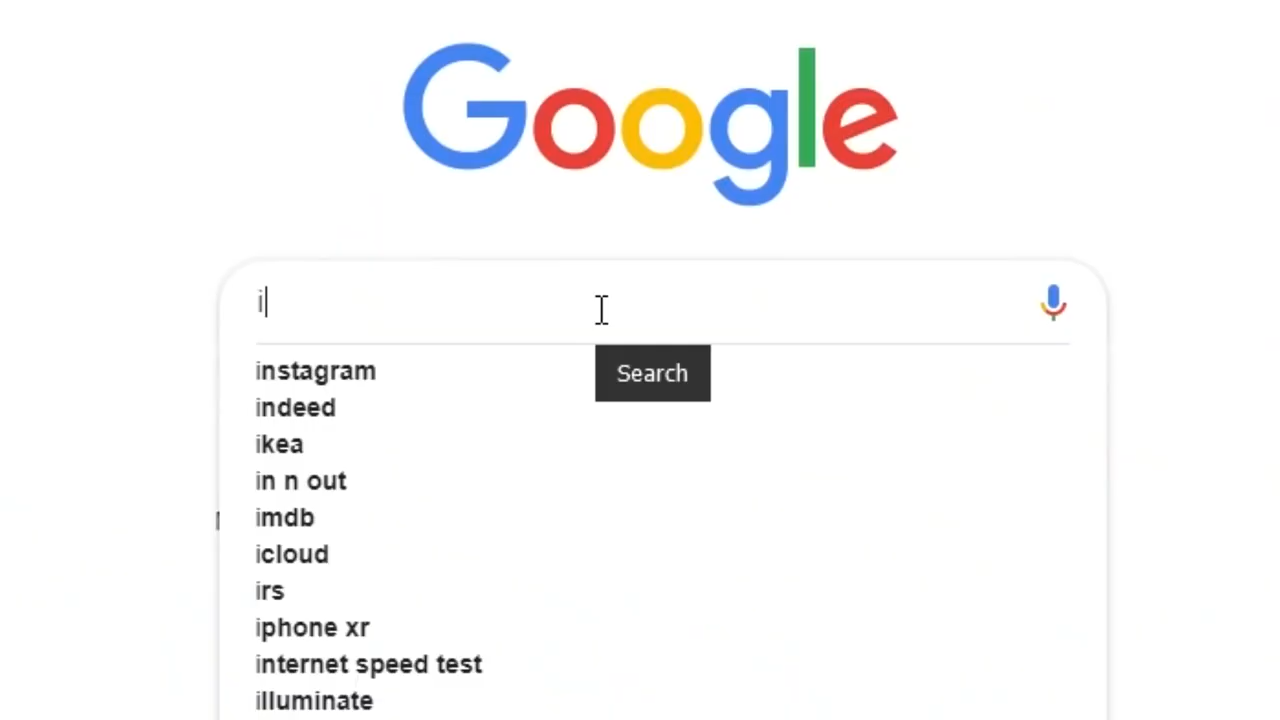 Google
i
Search
instagram
indeed
ikea
in n out
imdb
icloud
irs
iphone xr
internet speed test
illuminate